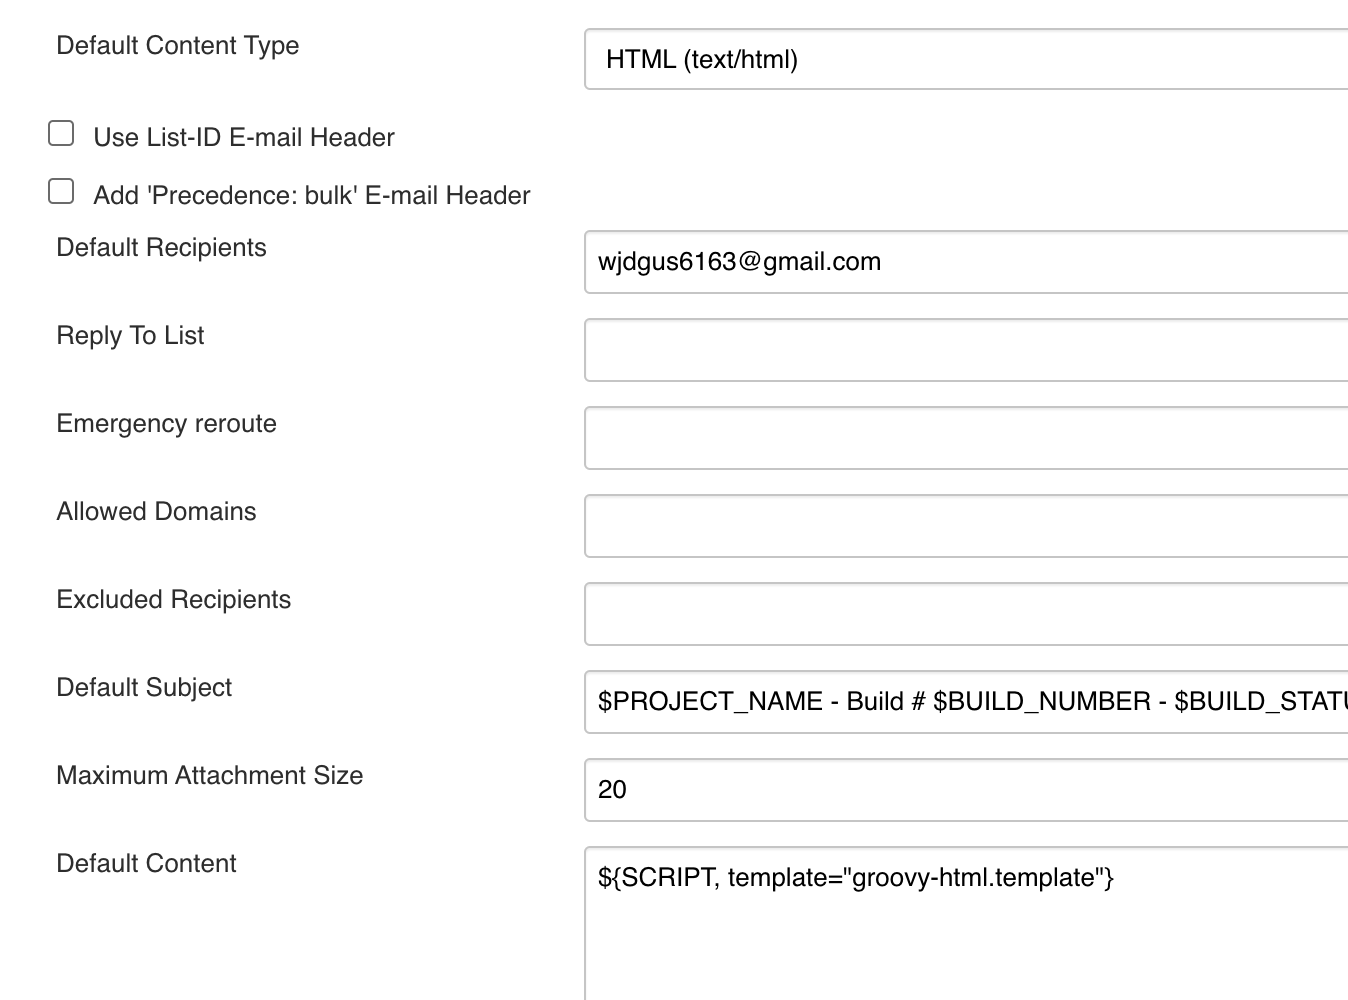 Default Content Type
HTML (text/html)
Use List-ID E-mail Header
Add 'Precedence: bulk' E-mail Header
Default Recipients
wjdgus6163@gmail.com
Reply To List
Emergency reroute
Allowed Domains
Excluded Recipients
Default Subject
$PROJECT_NAME - Build # $BUILD_NUMBER - $BUILD_STATU
Maximum Attachment Size
20
Default Content
${SCRIPT, template="groovy-html.template"}